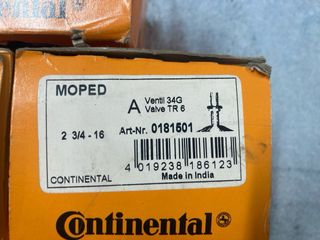 MOPED
A Ventil 34G
Valve TR 6
2 3/4 - 16 Art-Nr. 0181501
4 019238 186123
CONTINENTAL Made in India
Continental